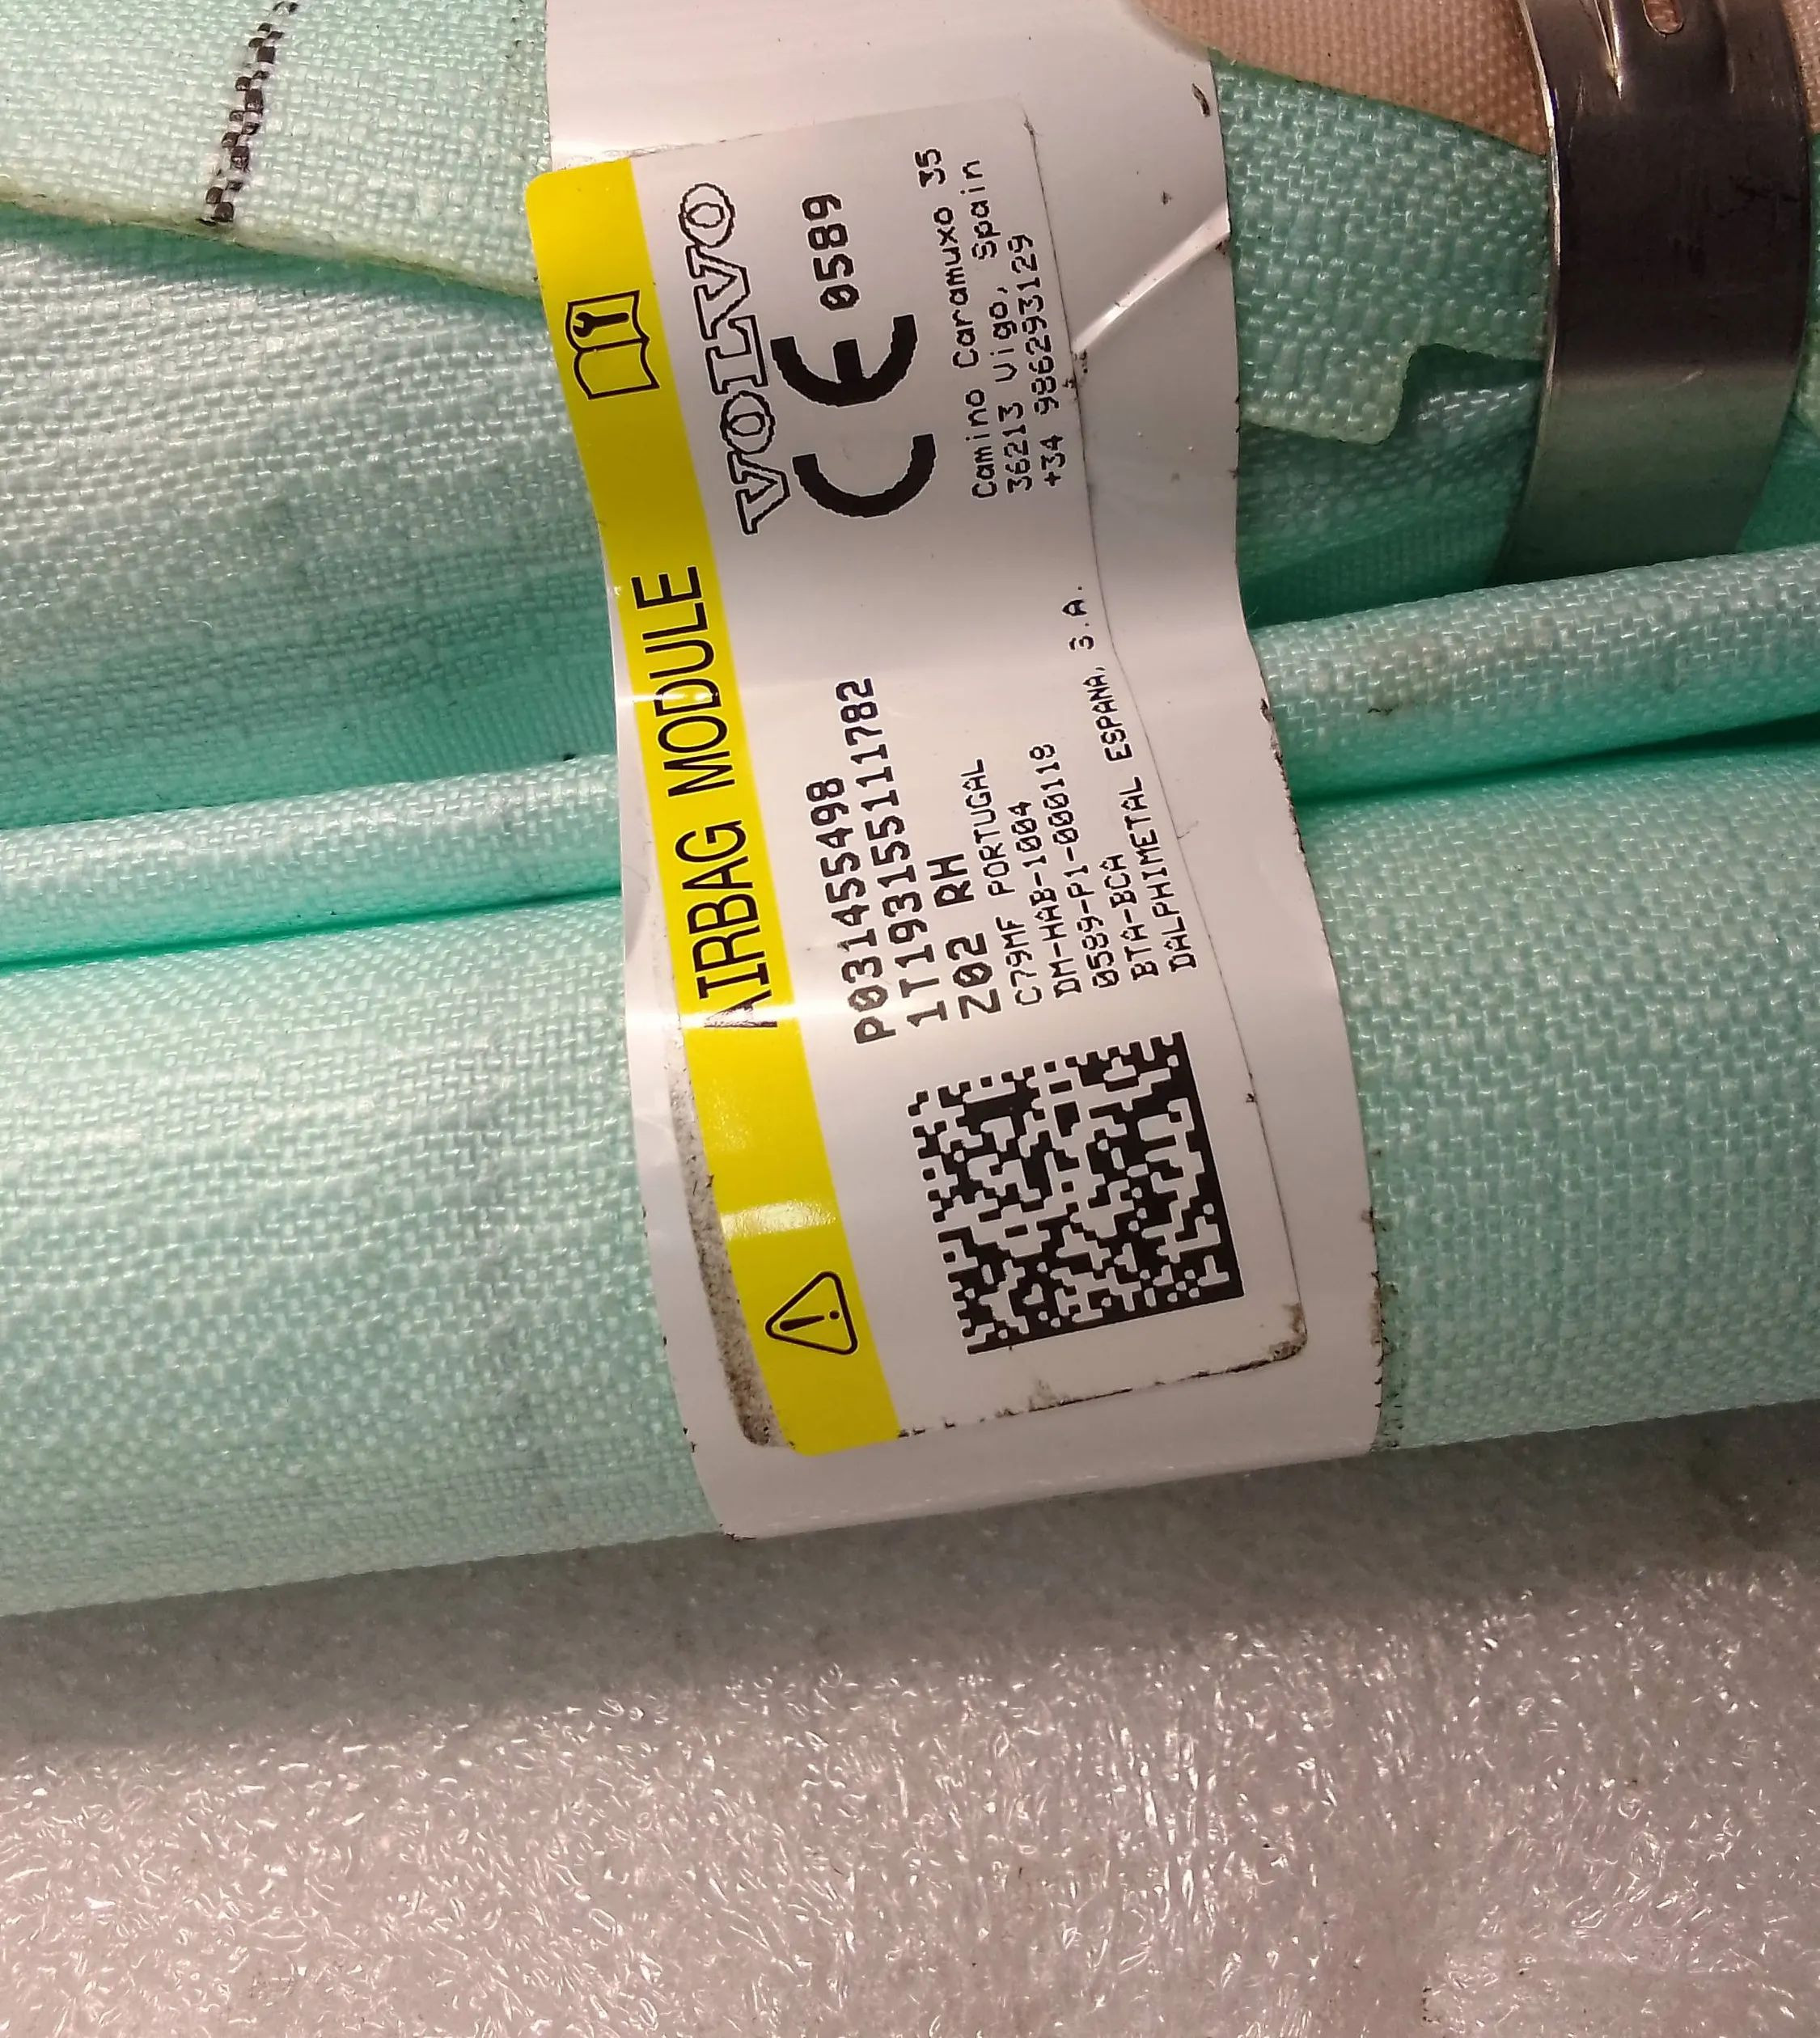 AIRBAG MODULE
VOLVO
CE 0589
P031455498
1T193155111782
Z02 RH
C79MF PORTUGAL
DM-HAB-1004
0589-P1-000118
BTA-BCA
DALPHIMETAL ESPANA, S.A.
Camino Caramuxo 35
36213 Vigo, Spain
+34 986293129